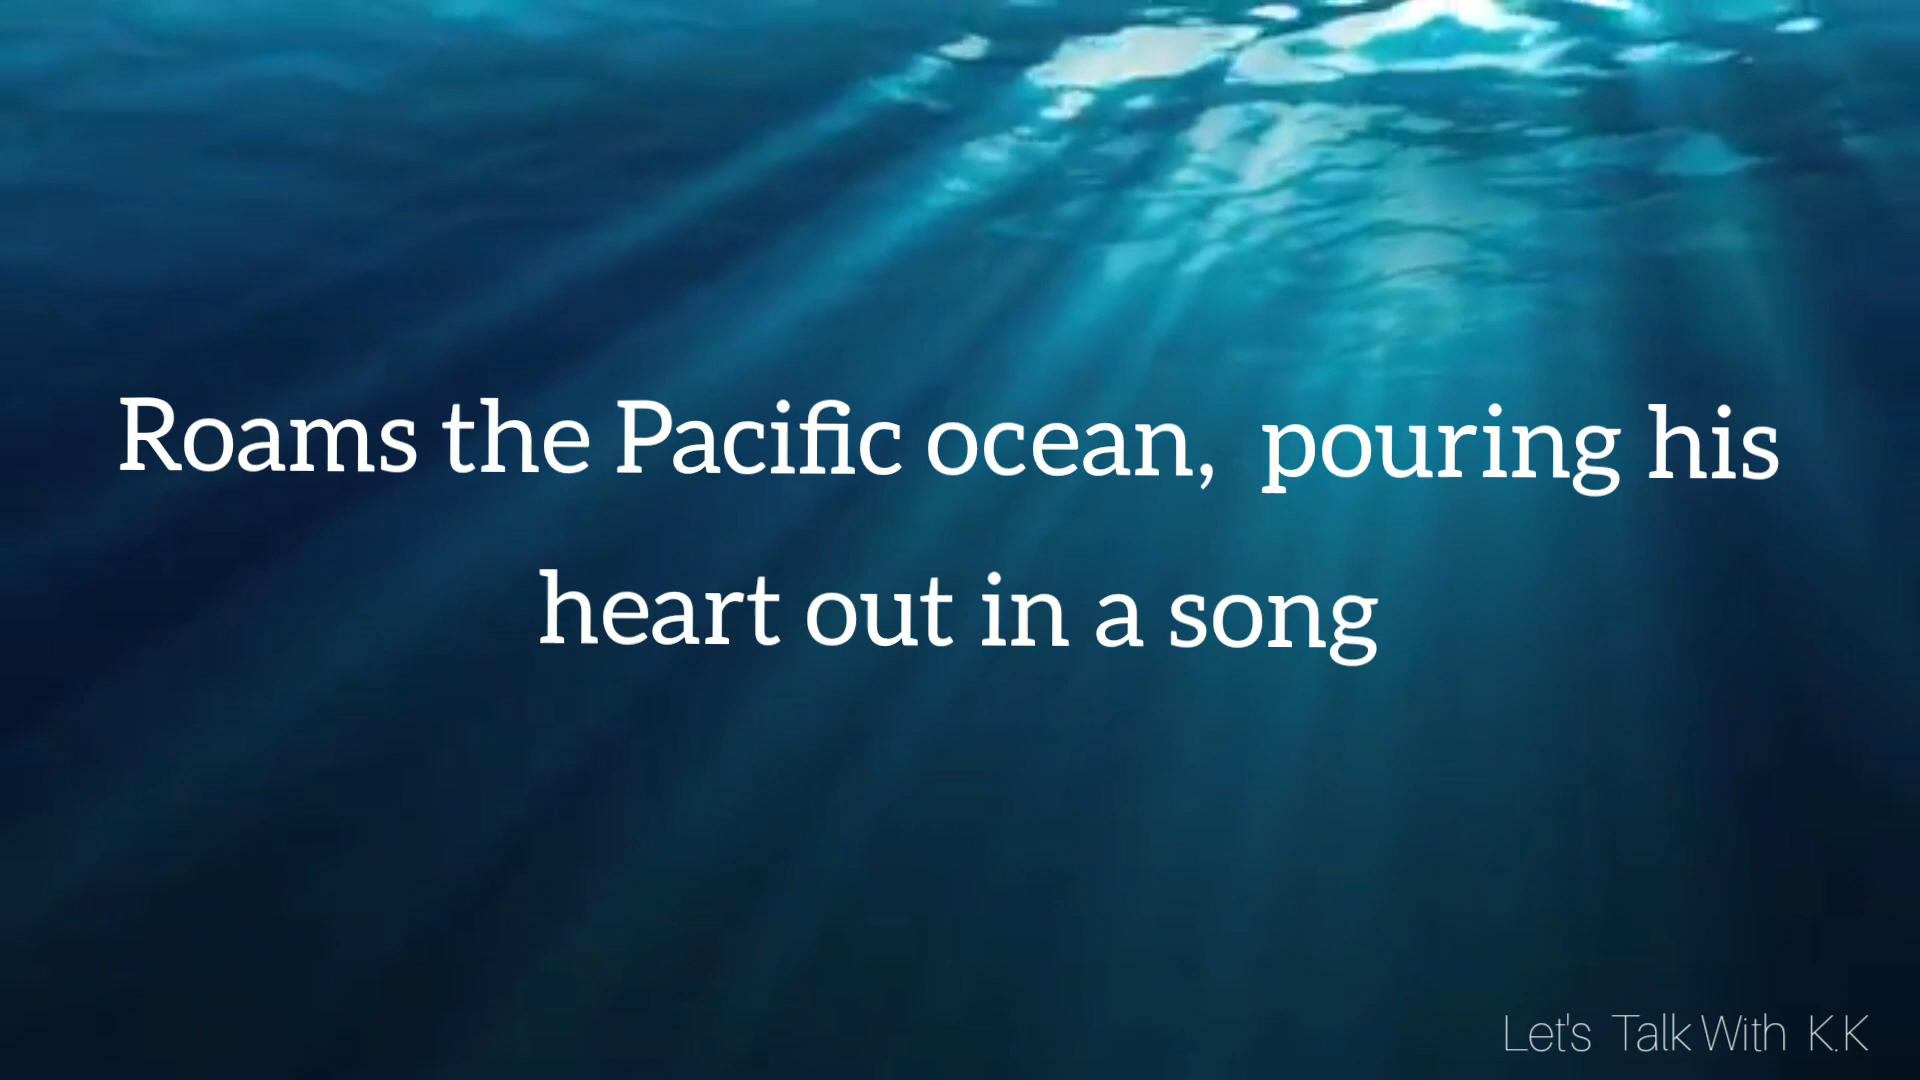 Roams the Pacific ocean,  pouring his
heart out in a song
Let's Talk With K.K